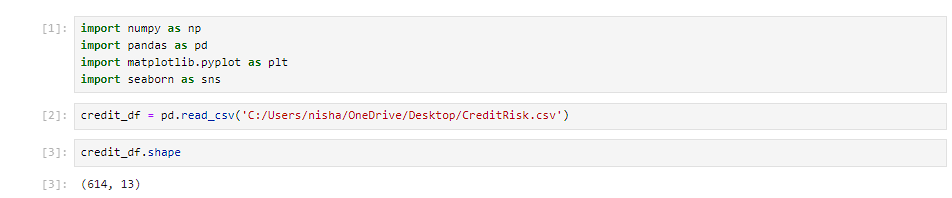 [1]: import numpy as np
import pandas as pd
import matplotlib.pyplot as plt
import seaborn as sns
[2]: credit_df = pd.read_csv('C:/Users/nisha/OneDrive/Desktop/CreditRisk.csv')
[3]: credit_df.shape
[3]: (614, 13)